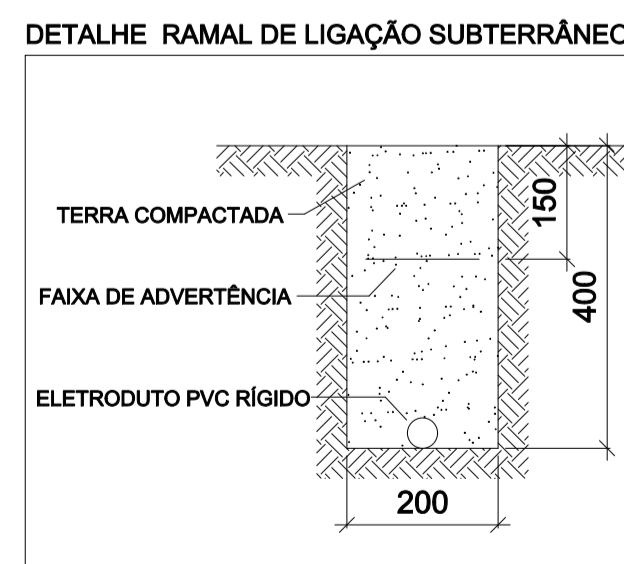 DETALHE RAMAL DE LIGAÇÃO SUBTERRÂNEO
TERRA COMPACTADA
150
FAIXA DE ADVERTÊNCIA
400
ELETRODUTO PVC RÍGIDO
200